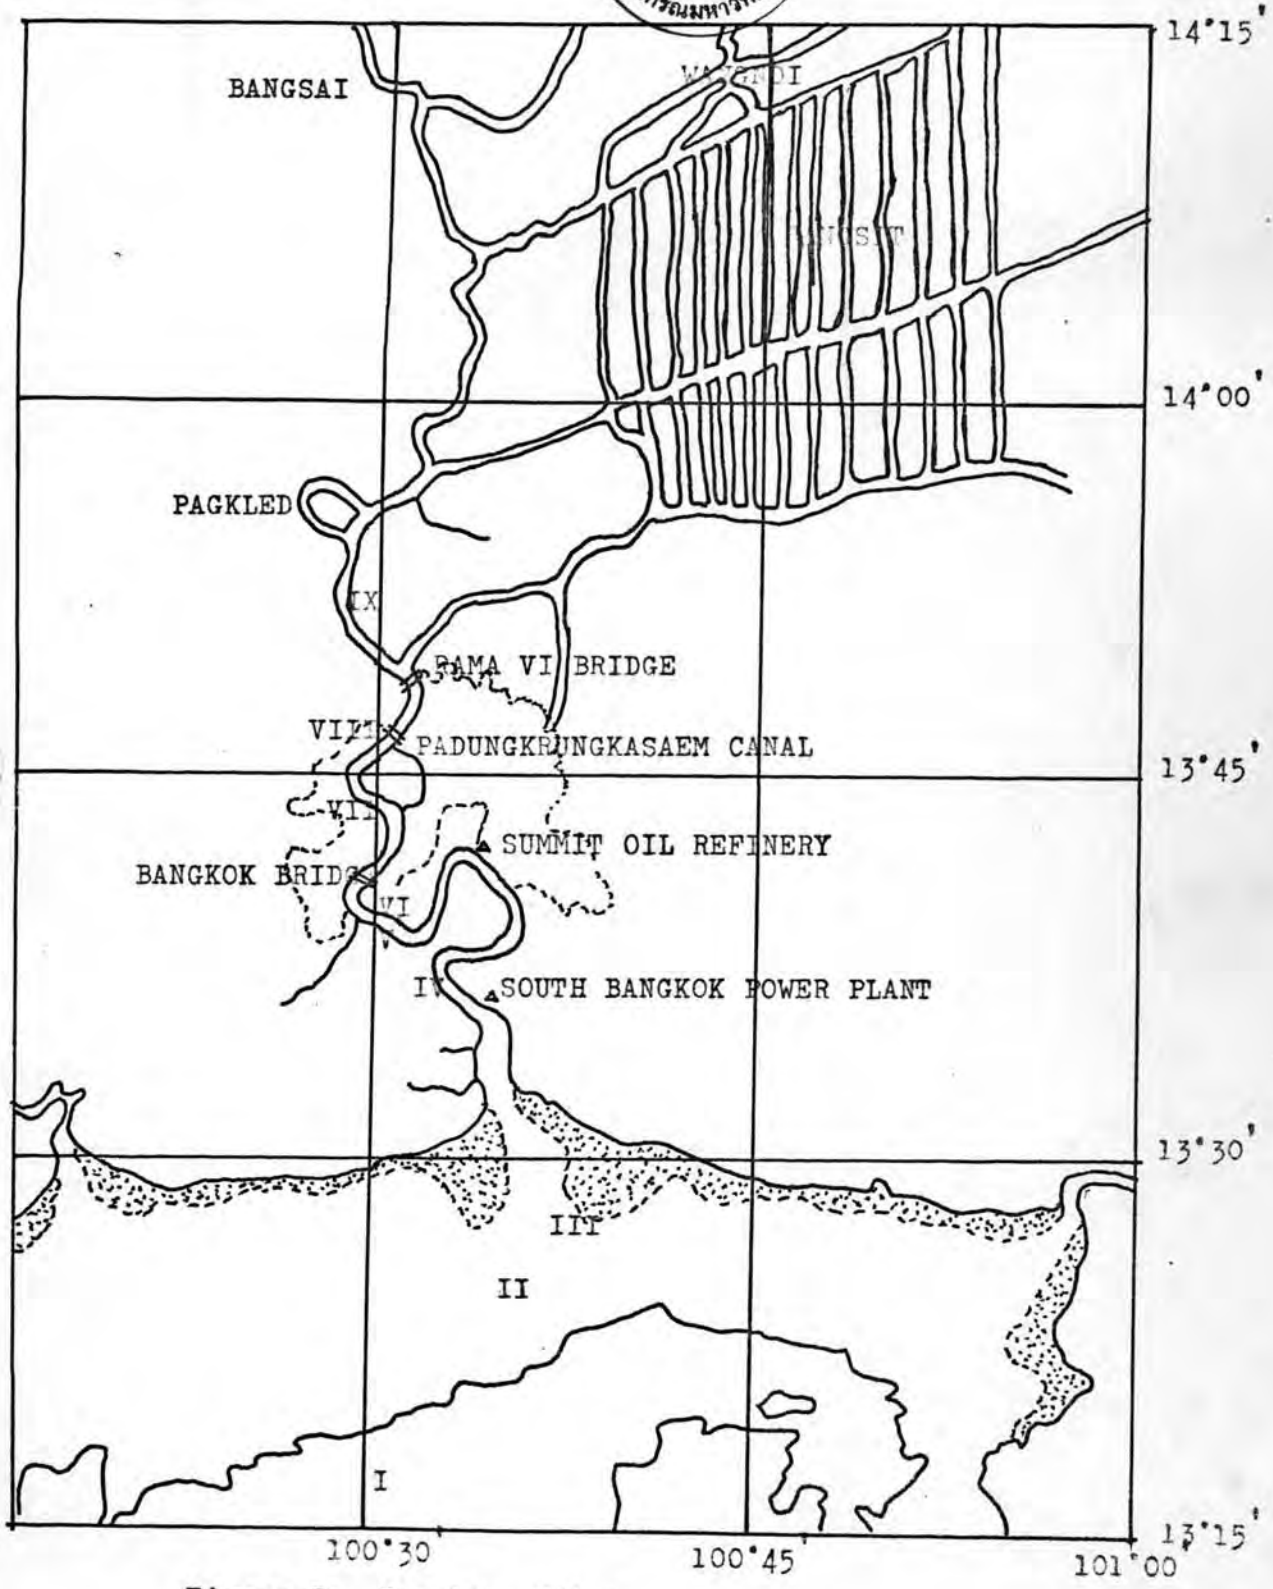 14°15'
BANGSAI
WANGNOI
14°00'
PAGKLED
IX
RAMA VI BRIDGE
VIII
PADUNGKRUNGKASAEM CANAL
13°45'
VII
SUMMIT OIL REFINERY
BANGKOK BRIDGE
VI
V
IV
SOUTH BANGKOK POWER PLANT
13°30'
III
II
I
13°15'
100°30 100°45' 101°00'